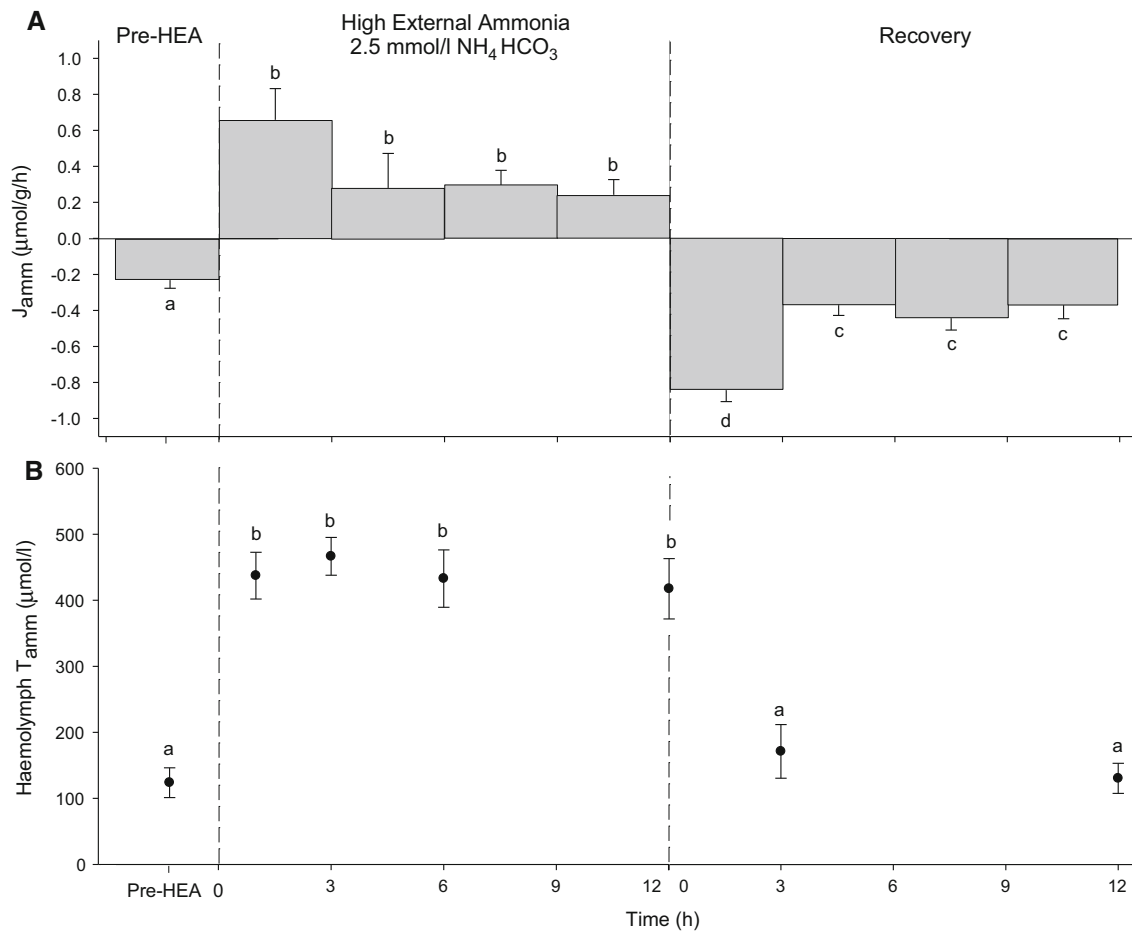 A
Pre-HEA
High External Ammonia
2.5 mmol/l NH₄HCO₃
Recovery
1.0
0.8
0.6
0.4
0.2
0.0
-0.2
-0.4
-0.6
-0.8
-1.0
Jamm (µmol/g/h)
a
b
b
b
b
d
c
c
c
B
600
500
400
300
200
100
0
Haemolymph Tamm (µmol/l)
a
b
b
b
b
a
a
Pre-HEA 0 3 6 9 12 0 3 6 9 12
Time (h)